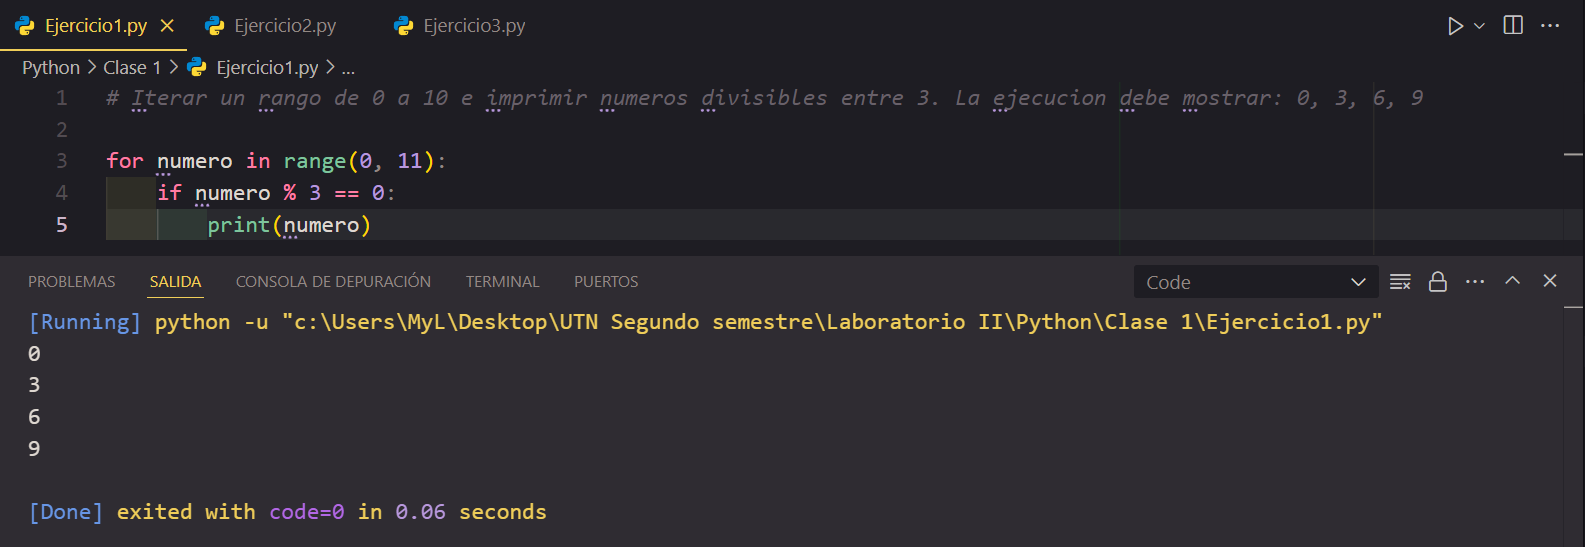 Ejercicio1.py Ejercicio2.py Ejercicio3.py
Python > Clase 1 > Ejercicio1.py > ...
1 # Iterar un rango de 0 a 10 e imprimir numeros divisibles entre 3. La ejecucion debe mostrar: 0, 3, 6, 9
2
3 for numero in range(0, 11):
4     if numero % 3 == 0:
5         print(numero)
PROBLEMAS SALIDA CONSOLA DE DEPURACIÓN TERMINAL PUERTOS Code
[Running] python -u "c:\Users\MyL\Desktop\UTN Segundo semestre\Laboratorio II\Python\Clase 1\Ejercicio1.py"
0
3
6
9
[Done] exited with code=0 in 0.06 seconds